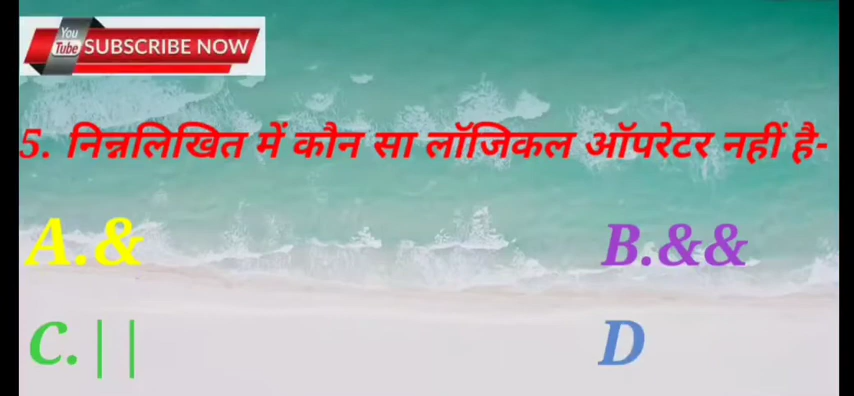 You
Tube SUBSCRIBE NOW
5. निन्नलिखित में कौन सा लॉजिकल ऑपरेटर नहीं है-
A.& B.&&
C.|| D